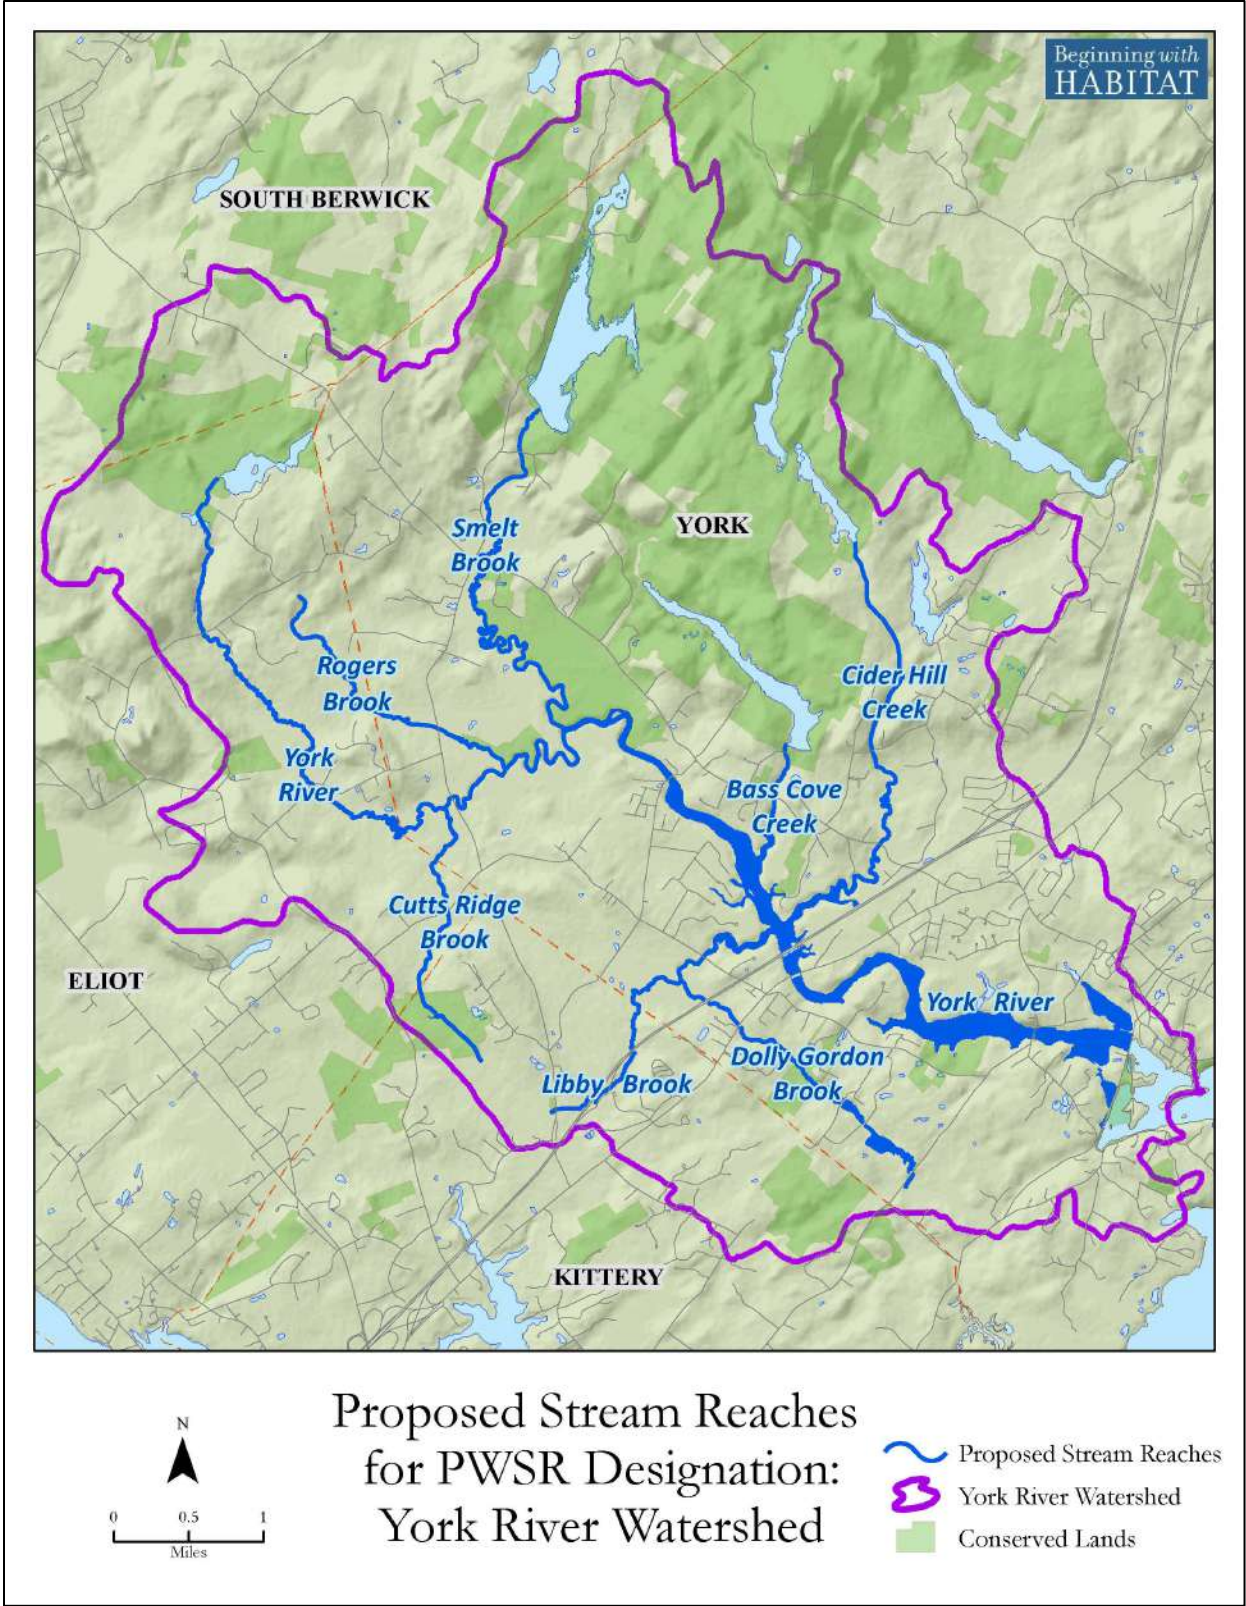 Beginning with
HABITAT
SOUTH BERWICK
Smelt
Brook
YORK
Rogers
Brook
Cider Hill
Creek
York
River
Bass Cove
Creek
Cutts Ridge
Brook
ELIOT
York River
Dolly Gordon
Brook
Libby Brook
KITTERY
Proposed Stream Reaches
for PWSR Designation:
York River Watershed
N
0 0.5 1
Miles
Proposed Stream Reaches
York River Watershed
Conserved Lands